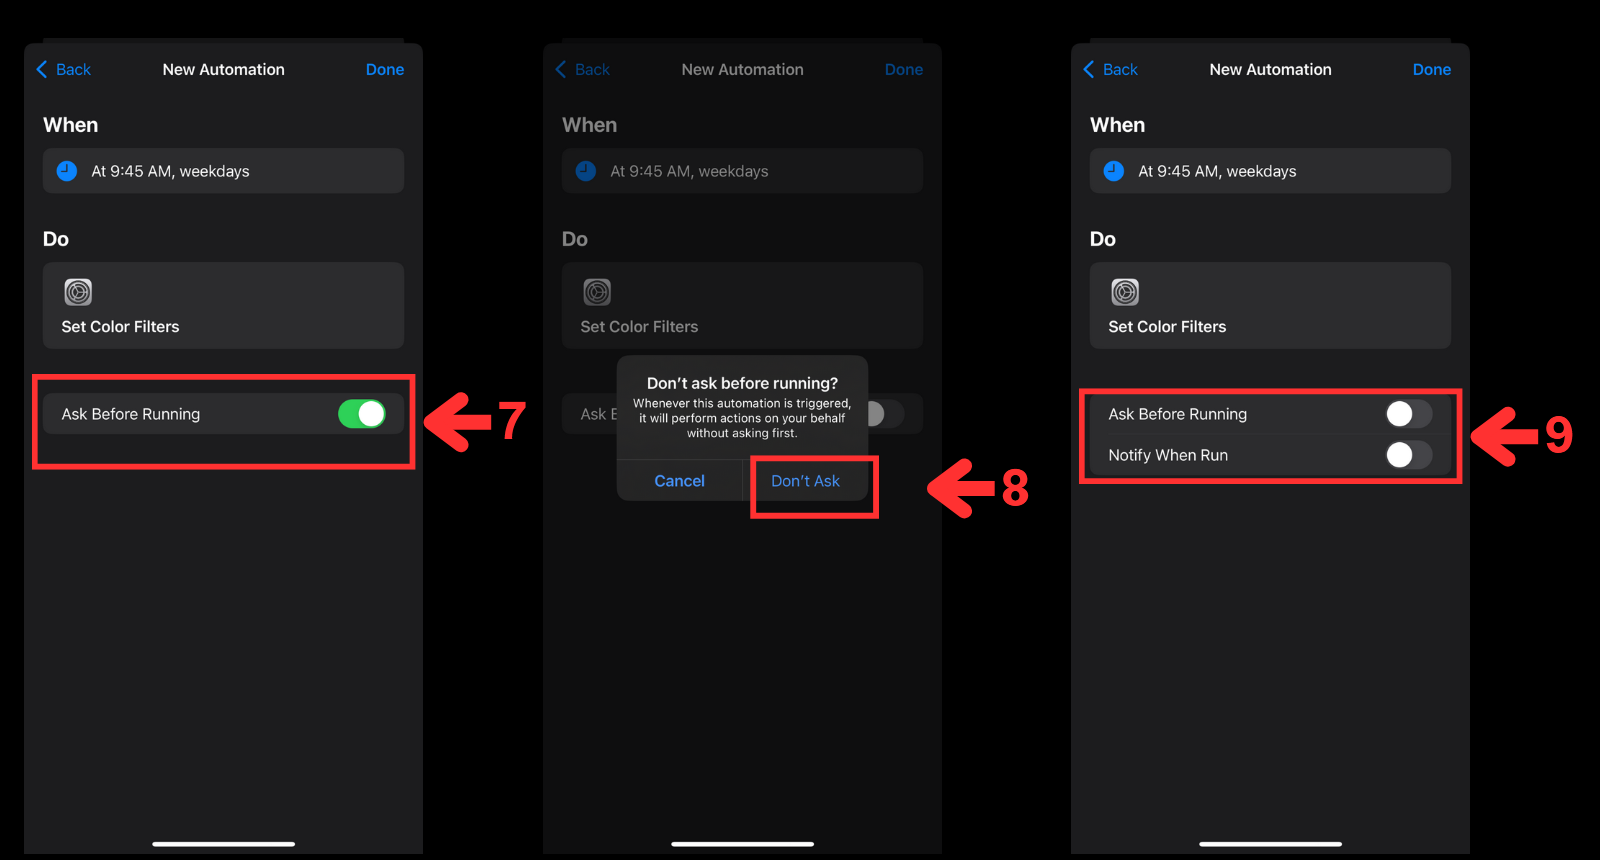 Back New Automation Done
When
At 9:45 AM, weekdays
Do
Set Color Filters
Ask Before Running
7
Back New Automation Done
When
At 9:45 AM, weekdays
Do
Set Color Filters
Ask B
Don't ask before running?
Whenever this automation is triggered,
it will perform actions on your behalf
without asking first.
Cancel Don't Ask
8
Back New Automation Done
When
At 9:45 AM, weekdays
Do
Set Color Filters
Ask Before Running
Notify When Run
9